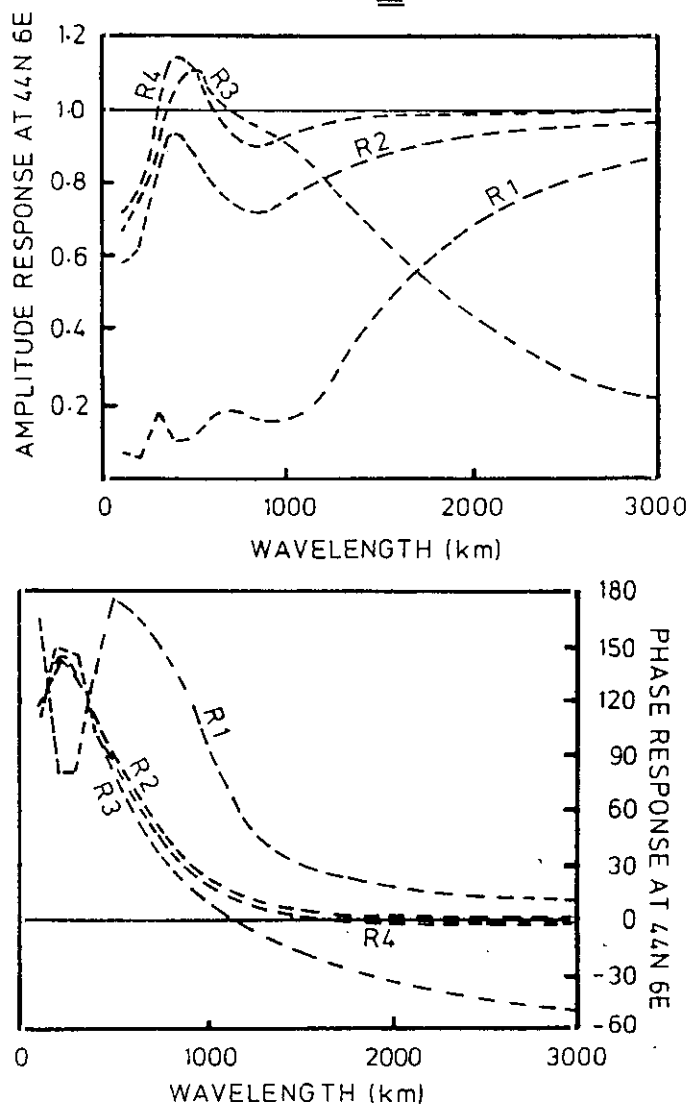 AMPLITUDE RESPONSE AT 44N 6E
1.2
1.0
0.8
0.6
0.4
0.2
R4
R3
R2
R1
0
1000
2000
3000
WAVELENGTH (km)
180
150
120
90
60
30
0
-30
-60
PHASE RESPONSE AT 44N 6E
R1
R2
R3
R4
0
1000
2000
3000
WAVELENGTH (km)